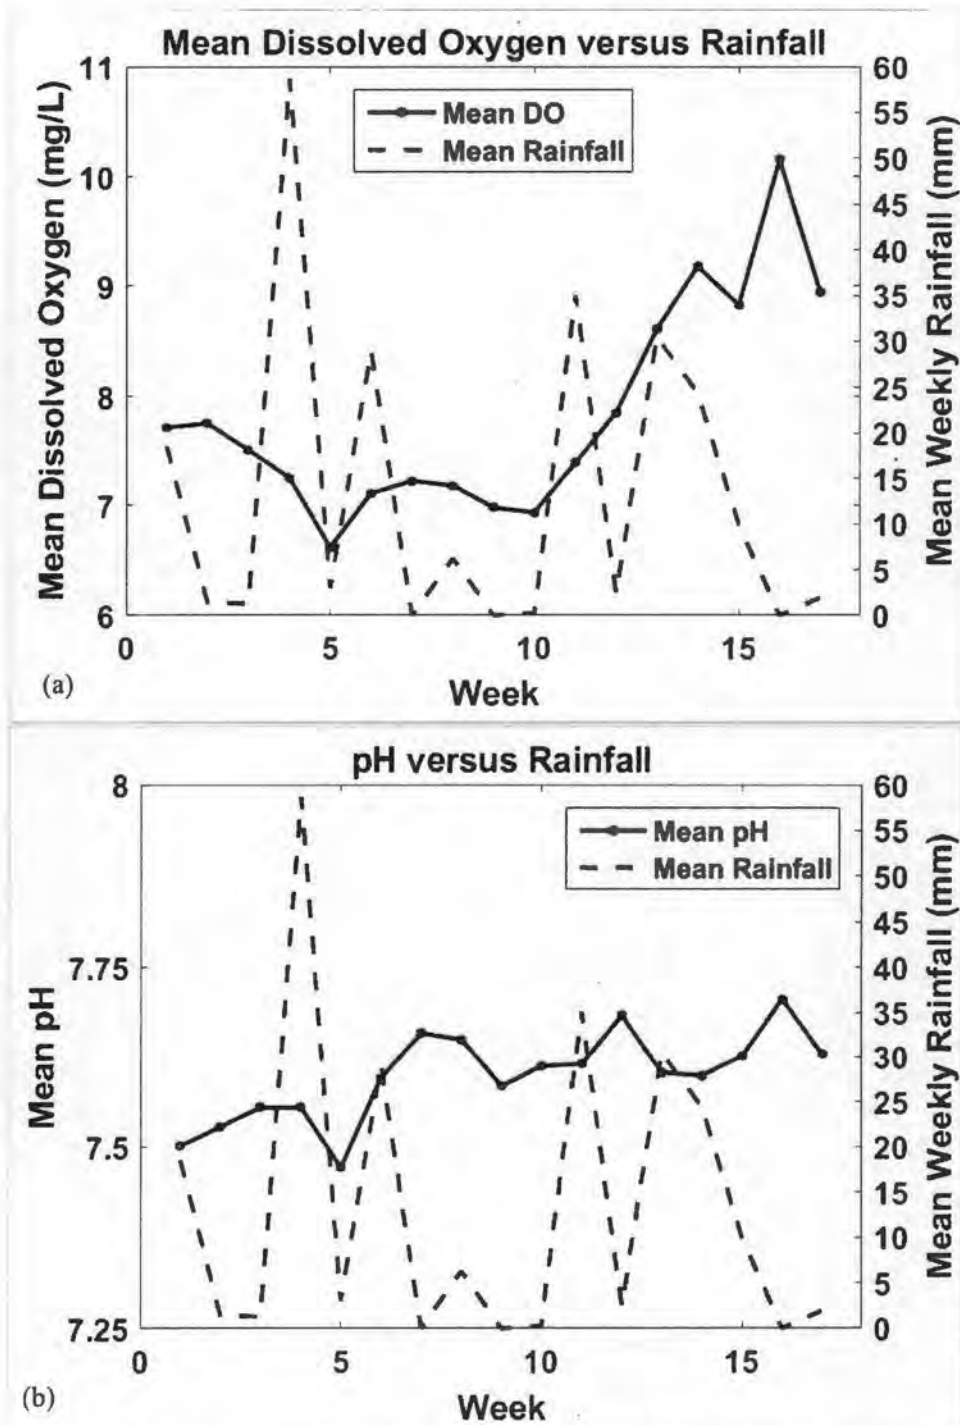 Mean Dissolved Oxygen versus Rainfall
Mean Dissolved Oxygen (mg/L)
11
10
9
8
7
6
Mean DO
Mean Rainfall
60
55
50
45
40
35
30
25
20
15
10
5
0
Mean Weekly Rainfall (mm)
0 5 10 15
Week
(a)
pH versus Rainfall
Mean pH
8
7.75
7.5
7.25
Mean pH
Mean Rainfall
60
55
50
45
40
35
30
25
20
15
10
5
0
Mean Weekly Rainfall (mm)
0 5 10 15
Week
(b)